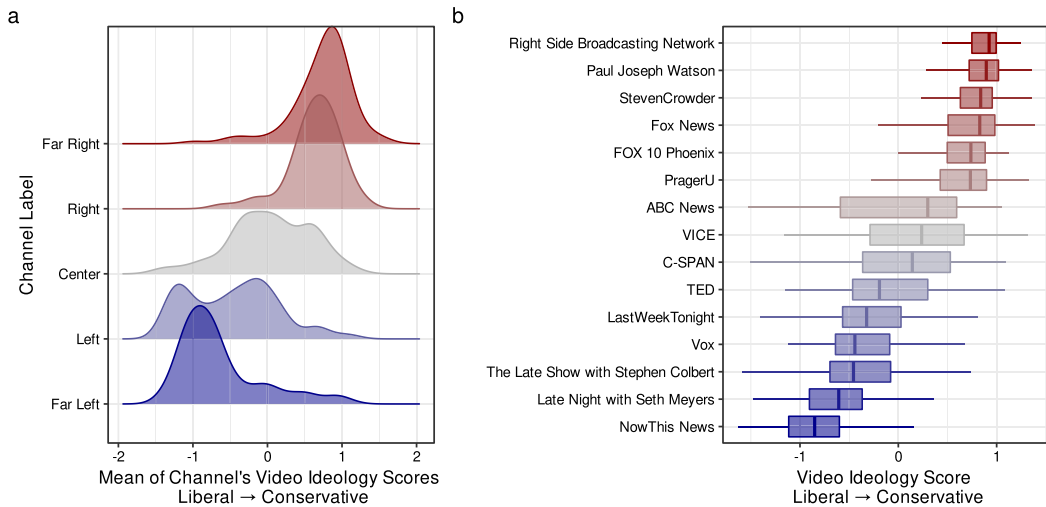 a
Channel Label
Far Right
Right
Center
Left
Far Left
-2 -1 0 1 2
Mean of Channel's Video Ideology Scores
Liberal → Conservative
b
Right Side Broadcasting Network
Paul Joseph Watson
StevenCrowder
Fox News
FOX 10 Phoenix
PragerU
ABC News
VICE
C-SPAN
TED
LastWeekTonight
Vox
The Late Show with Stephen Colbert
Late Night with Seth Meyers
NowThis News
-1 0 1
Video Ideology Score
Liberal → Conservative